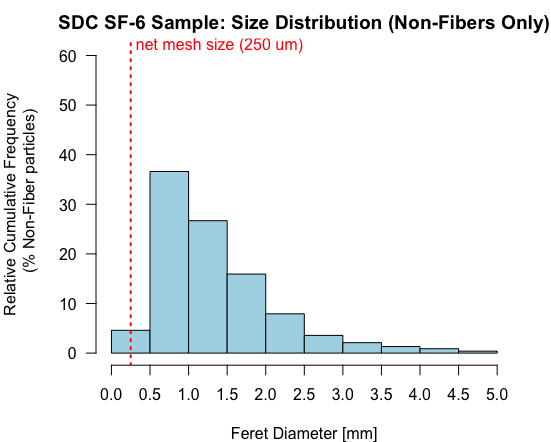 SDC SF-6 Sample: Size Distribution (Non-Fibers Only)
net mesh size (250 um)
Relative Cumulative Frequency
(% Non-Fiber particles)
60
50
40
30
20
10
0
0.0 0.5 1.0 1.5 2.0 2.5 3.0 3.5 4.0 4.5 5.0
Feret Diameter [mm]